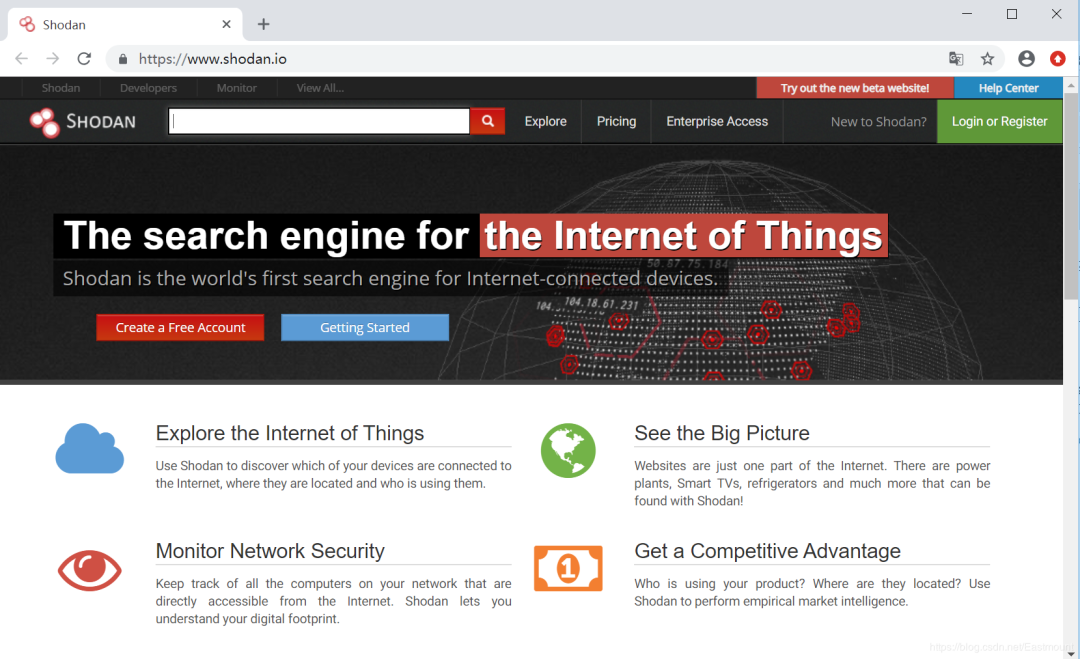 Shodan
https://www.shodan.io
Shodan Developers Monitor View All... Try out the new beta website! Help Center
SHODAN Explore Pricing Enterprise Access New to Shodan? Login or Register
The search engine for the Internet of Things
50.87.75.184
Shodan is the world's first search engine for Internet-connected devices.
104.18.61.231
104.
Create a Free Account Getting Started
Explore the Internet of Things
Use Shodan to discover which of your devices are connected to
the Internet, where they are located and who is using them.
See the Big Picture
Websites are just one part of the Internet. There are power
plants, Smart TVs, refrigerators and much more that can be
found with Shodan!
Monitor Network Security
Keep track of all the computers on your network that are
directly accessible from the Internet. Shodan lets you
understand your digital footprint.
1
Get a Competitive Advantage
Who is using your product? Where are they located? Use
Shodan to perform empirical market intelligence.
https://blog.csdn.net/Eastmount